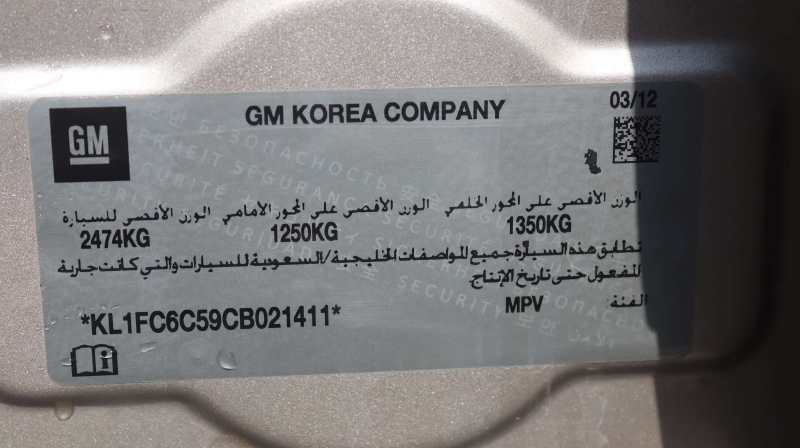 GM
GM KOREA COMPANY
03/12
الوزن الأقصى على المحور الخلفي الوزن الأقصى على المحور الأمامي الوزن الأقصى للسيارة
1350KG 1250KG 2474KG
تطابق هذه السيارة جميع المواصفات الخليجية/السعودية للسيارات والتي كانت جارية
المفعول حتى تاريخ الإنتاج.
الفئة: MPV
*KL1FC6C59CB021411*